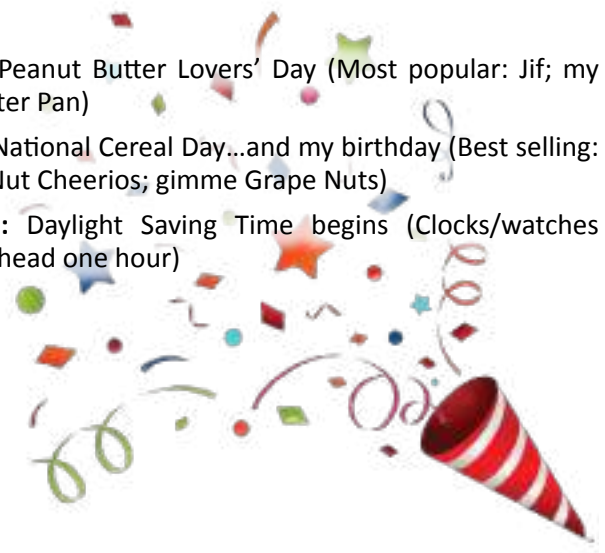 Peanut Butter Lovers’ Day (Most popular: Jif; my
ter Pan)
National Cereal Day…and my birthday (Best selling:
Nut Cheerios; gimme Grape Nuts)
: Daylight Saving Time begins (Clocks/watches
head one hour)